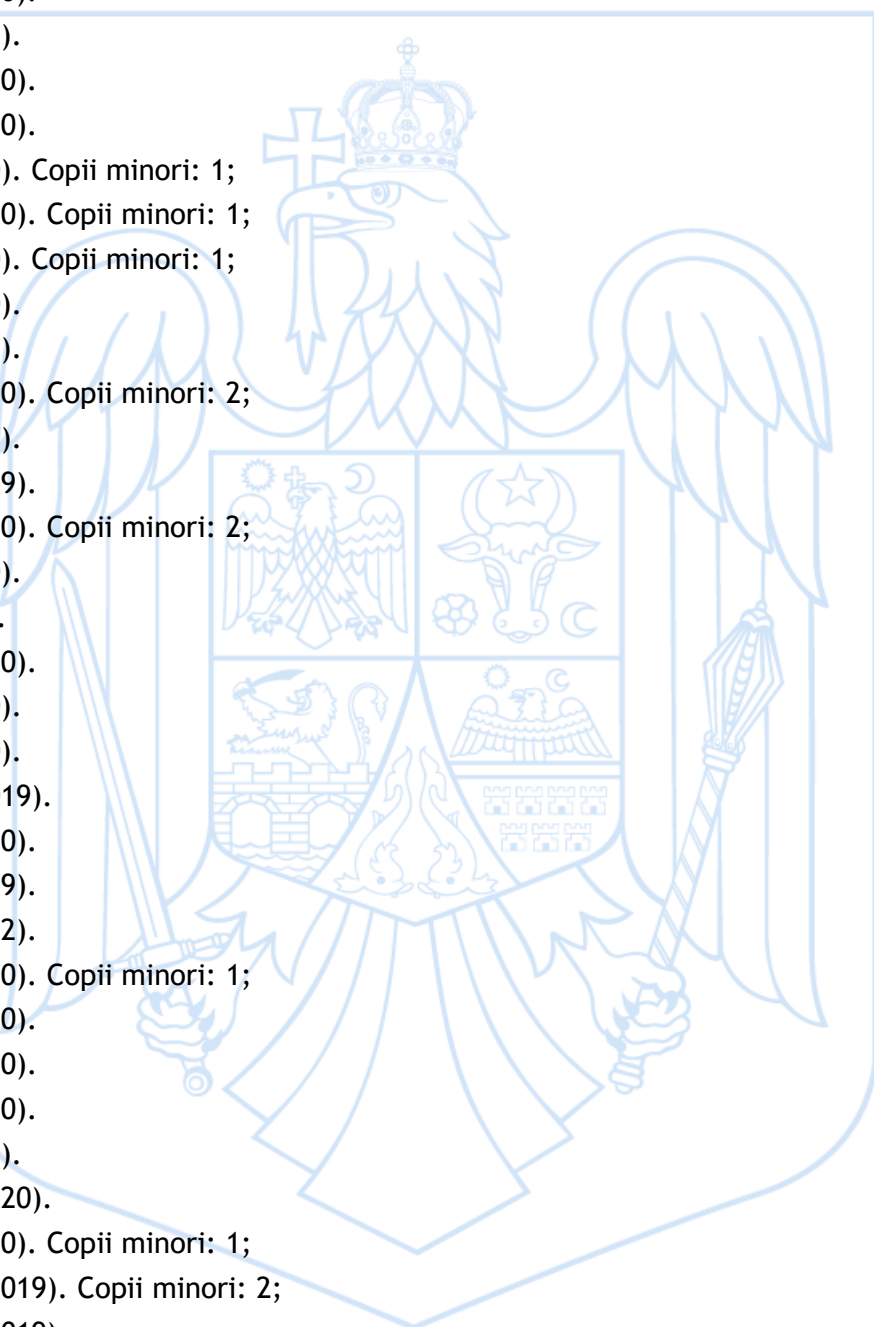 ).
0).
0).
). Copii minori: 1;
0). Copii minori: 1;
). Copii minori: 1;
).
).
0). Copii minori: 2;
).
9).
0). Copii minori: 2;
).
.
0).
).
).
19).
0).
9).
2).
0). Copii minori: 1;
0).
0).
0).
).
20).
0). Copii minori: 1;
019). Copii minori: 2;